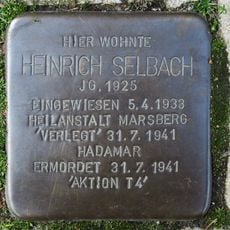 HIER WOHNTE
HEINRICH SELBACH
JG. 1925
EINGEWIESEN 5.4.1933
HEILANSTALT MARSBERG
'VERLEGT' 31.7.1941
HADAMAR
ERMORDET 31.7.1941
'AKTION T4'